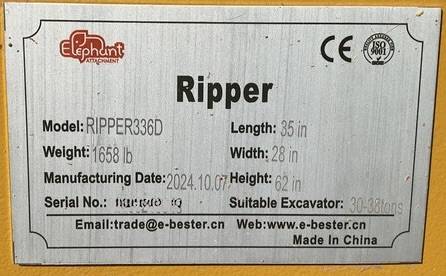 Elephant
ATTACHMENT
CE
ISO
9001
Ripper
Model: RIPPER336D
Length: 35 in
Weight: 1658 lb
Width: 28 in
Manufacturing Date: 2024.10.07
Height: 62 in
Serial No.:
Suitable Excavator: 30-38tons
Email:trade@e-bester.cn Web:www.e-bester.cn
Made In China